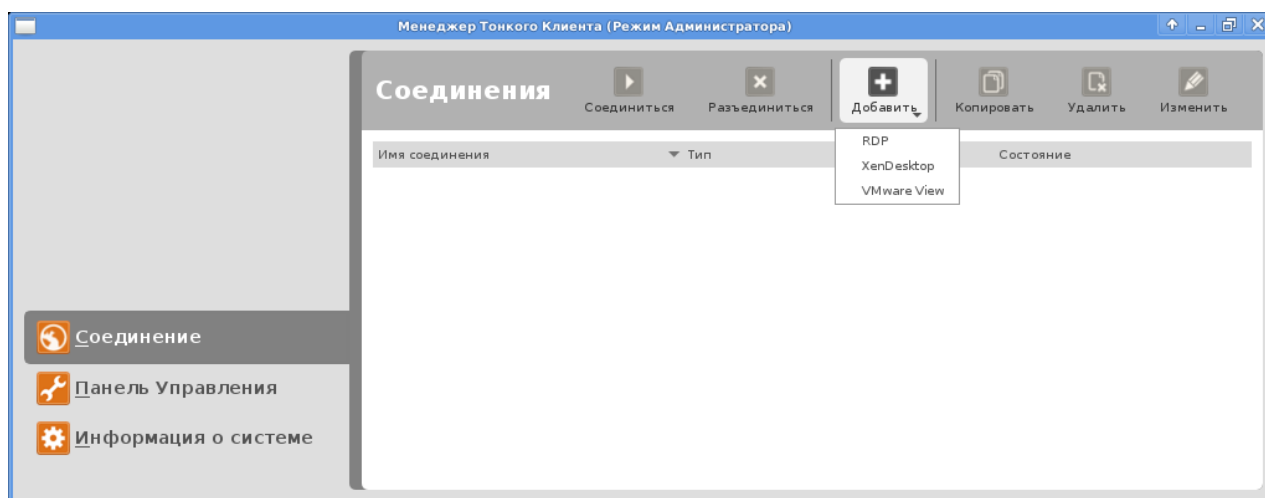 Менеджер Тонкого Клиента (Режим Администратора)
Соединения
Соединиться
Разъединиться
Добавить
Копировать
Удалить
Изменить
Имя соединения
Тип
Состояние
RDP
XenDesktop
VMware View
Соединение
Панель Управления
Информация о системе